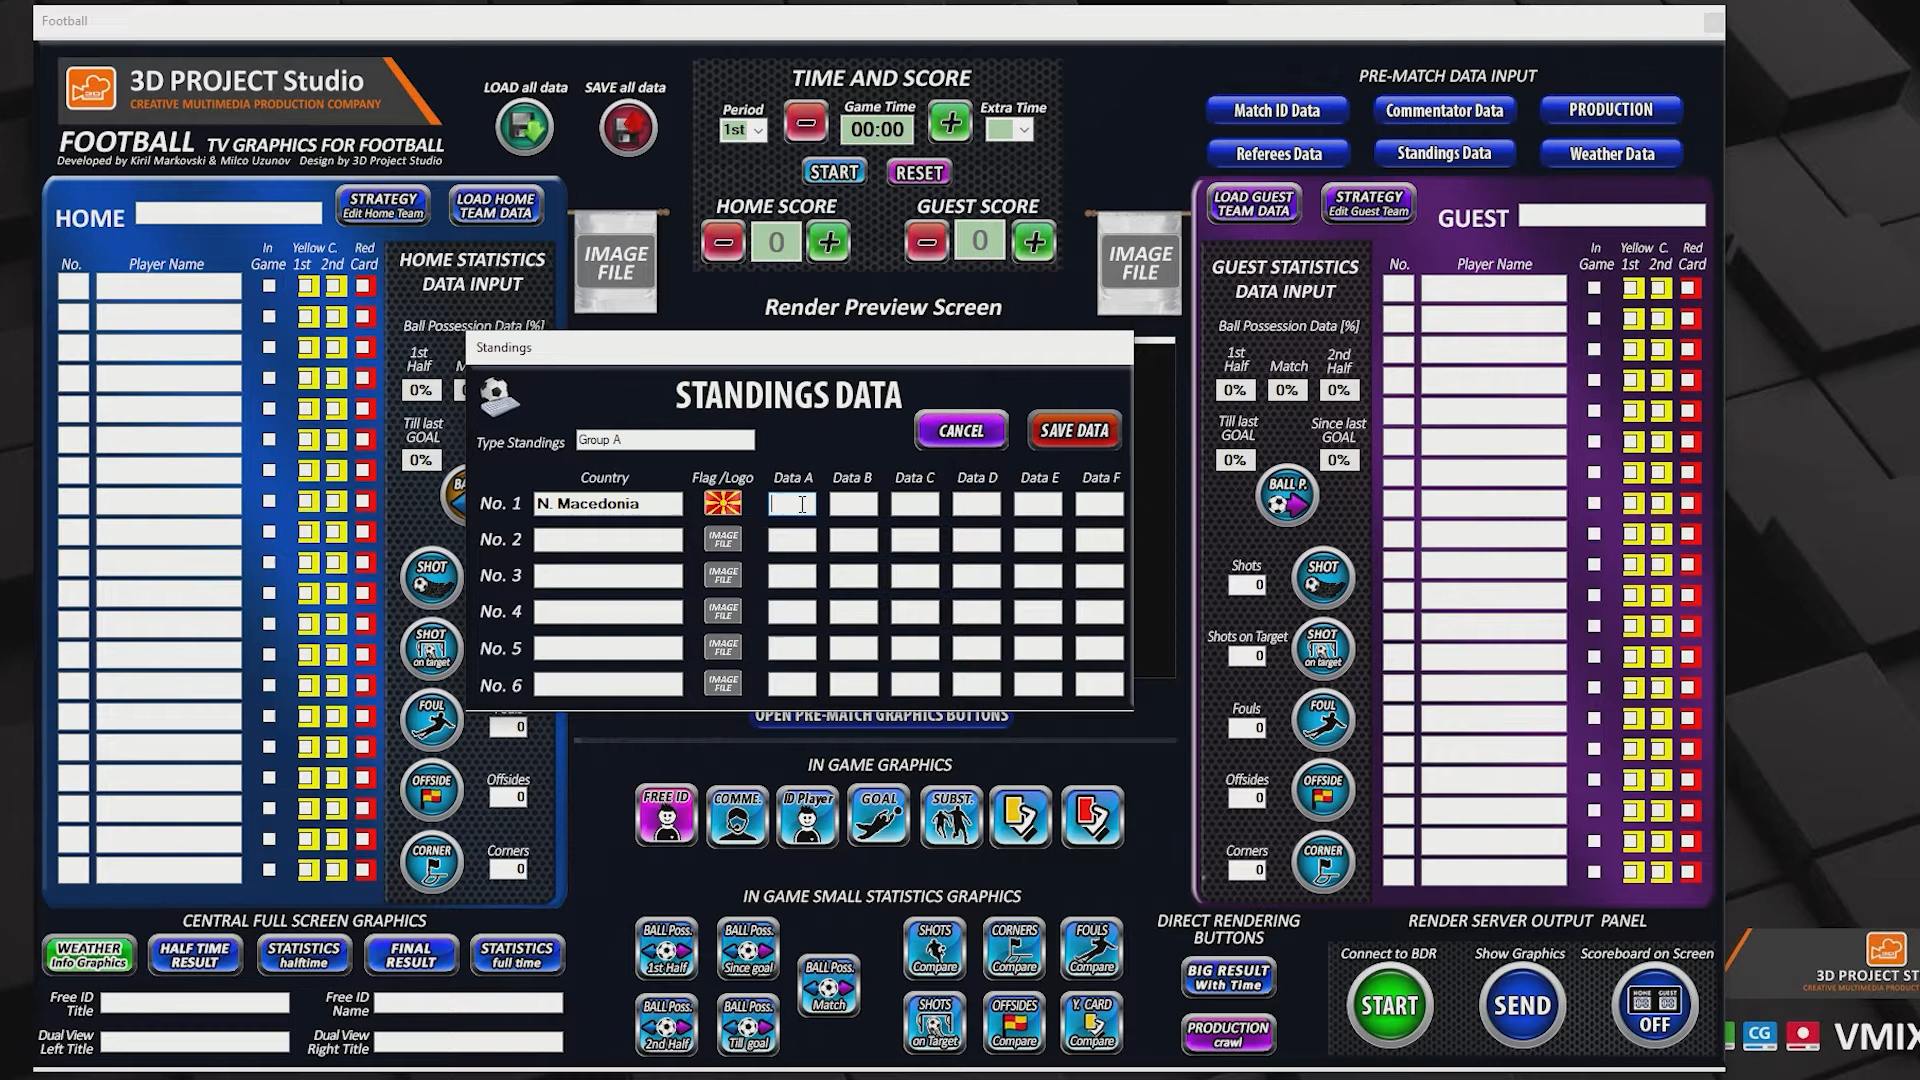 Football
3D PROJECT Studio
CREATIVE MULTIMEDIA PRODUCTION COMPANY
FOOTBALL TV GRAPHICS FOR FOOTBALL
Developed by Kiril Markovski & Milco Uzunov Design by 3D Project Studio
LOAD all data
SAVE all data
TIME AND SCORE
Period
Game Time
Extra Time
1st
00:00
START
RESET
HOME SCORE
GUEST SCORE
0
0
PRE-MATCH DATA INPUT
Match ID Data
Commentator Data
PRODUCTION
Referees Data
Standings Data
Weather Data
HOME
STRATEGY
Edit Home Team
LOAD HOME
TEAM DATA
No.
Player Name
In
Game
Yellow C.
1st 2nd
Red
Card
HOME STATISTICS
DATA INPUT
Ball Possession Data [%]
1st
Half
0%
Till last
GOAL
0%
SHOT
SHOT
on target
FOUL
0
OFFSIDE
Offsides
0
CORNER
Corners
0
IMAGE
FILE
IMAGE
FILE
Render Preview Screen
Standings
STANDINGS DATA
CANCEL
SAVE DATA
Type Standings
Group A
Country
Flag /Logo
Data A
Data B
Data C
Data D
Data E
Data F
No. 1
N. Macedonia
No. 2
IMAGE
FILE
No. 3
IMAGE
FILE
No. 4
IMAGE
FILE
No. 5
IMAGE
FILE
No. 6
IMAGE
FILE
OPEN PRE-MATCH GRAPHICS BUTTONS
LOAD GUEST
TEAM DATA
STRATEGY
Edit Guest Team
GUEST
GUEST STATISTICS
DATA INPUT
Ball Possession Data [%]
1st
Half
Match
2nd
Half
0%
0%
0%
Till last
GOAL
Since last
GOAL
0%
0%
BALL P.
Shots
0
SHOT
Shots on Target
0
SHOT
on target
Fouls
0
FOUL
Offsides
0
OFFSIDE
Corners
0
CORNER
No.
Player Name
In
Game
Yellow C.
1st 2nd
Red
Card
IN GAME GRAPHICS
FREE ID
COMME.
ID Player
GOAL
SUBST.
IN GAME SMALL STATISTICS GRAPHICS
BALL Poss.
1st Half
BALL Poss.
Since goal
BALL Poss.
Match
BALL Poss.
2nd Half
BALL Poss.
Till goal
SHOTS
Compare
CORNERS
Compare
FOULS
Compare
SHOTS
on Target
OFFSIDES
Compare
Y. CARD
Compare
CENTRAL FULL SCREEN GRAPHICS
WEATHER
Info Graphics
HALF TIME
RESULT
STATISTICS
halftime
FINAL
RESULT
STATISTICS
full time
Free ID
Title
Free ID
Name
Dual View
Left Title
Dual View
Right Title
DIRECT RENDERING
BUTTONS
BIG RESULT
With Time
PRODUCTION
crawl
RENDER SERVER OUTPUT PANEL
Connect to BDR
Show Graphics
Scoreboard on Screen
START
SEND
HOME GUEST
OFF
3D PROJECT ST
CREATIVE MULTIMEDIA PRODUCT
CG
VMIX